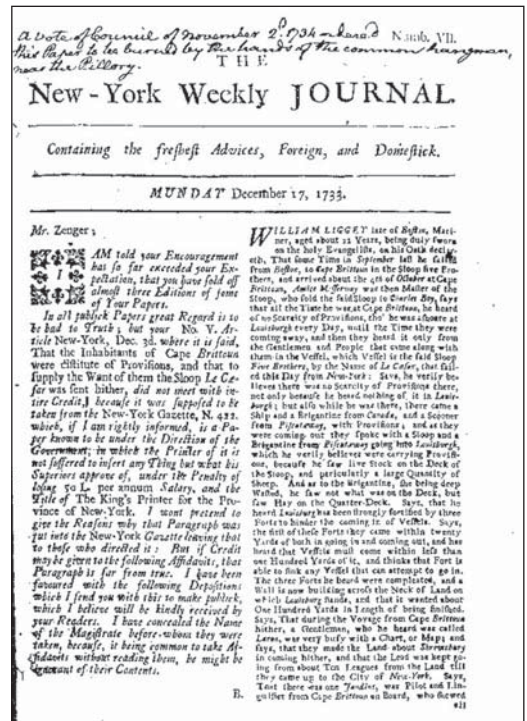 A Vote of Council of November 2d. 1734 ordered
this Paper to be burned by the hands of the common hangman,
near the Pillory.
Numb. VII.
THE
New-York Weekly JOURNAL.
Containing the freshest Advices, Foreign, and Domestick.
MUNDAY December 17, 1733.
Mr. Zenger;
I AM told your Encouragement
has so far exceeded your Ex-
pectation, that you have sold off
almost three Editions of some
of Your Papers.
In all publick Papers great Regard is to
be had to Truth; but your No. V. Ar-
ticle New-York, Dec. 3d. where it is said,
That the Inhabitants of Cape Brittoun
were distitute of Provisions, and that to
supply the Want of them the Sloop Le Cæ-
sar was sent hither, did not meet with in-
tire Credit, because it was supposed to be
taken from the New-York Gazette, N. 422.
which, if I am rightly informed, is a Pa-
per known to be under the Direction of the
Government; in which the Printer of it is
not suffered to insert any Thing but what his
Superiors approve of, under the Penalty of
losing 50 l. per annum Salary, and the
Title of The King's Printer for the Pro-
vince of New-York. I wont pretend to
give the Reasons why that Paragraph was
put into the New-York Gazette leaving that
to those who directed it: But if Credit
may be given to the following Affidavits, that
Paragraph is far from true. I have been
favoured with the following Depositions
which I send you with this to make publick,
which I believe will be kindly received by
your Readers. I have concealed the Name
of the Magistrate before whom they were
taken, because, it being common to take Af-
fidavits without reading them, he might be
ignorant of their Contents.
B.
WILLIAM LIGGET late of Boston, Mari-
ner, aged about 22 Years, being duly sworn
on the holy Evangelists, on his Oath decla-
reth, That some Time in September last he sailed
from Boston, to Cape Brittoun in the Sloop five Bro-
thers, and arrived about the 4th of October at Cape
Brittoun, was then Master of the
Sloop, who sold the said Sloop to Charles Boy, says
that all the Time he was at Cape Brittoun, he heard
of no Scarcity of Provisions, tho' he was ashoare at
Louisburgh every Day, until the Time they were
coming away, and then they heard it only from
the Gentlemen and People that came along with
them in the Vessel, which Vessel is the said Sloop
Five Brothers, by the Name of Le Cæsar, that sail-
ed this Day from New-York: Says, he verily be-
lieves there was no Scarcity of Provisions there,
not only because he heard nothing of it in Louis-
burgh; but also while he was there, there came a
Ship and a Brigantine from Canada, and a Scooner
from Piscataway, with Provisions; and as they
were coming out they spoke with a Sloop and a
Brigantine from Piscataway going into Louisburgh,
which he verily believes were carrying Provisi-
ons, because he saw live Stock on the Deck of
the Sloop, and particularly a large Quantity of
Sheep. And as to the Brigantine, she being deep
Wasted, he saw not what was on the Deck, but
saw Hay on the Quarter-Deck. Says, that he
heard Louisburgh has been strongly fortified by three
Forts to hinder the coming in of Vessels. Says,
the first of these Forts they came within twenty
Yards of both in going in and coming out, and has
heard that Vessels must come within less than
one Hundred Yards of it, and thinks that Fort is
able to sink any Vessel that can attempt to go in.
The three Forts he heard were compleated, and a
Wall is now building across the Neck of Land on
which Louisburg stands, and that it wanted about
One Hundred Yards in Length of being finished.
Says, That during the Voyage from Cape Brittoun
hither, a Gentleman, who he heard was called
was very busy with a Chart, or Map; and
says, that they made the Land about Shrewsbury
in coming hither, and that the Lead was kept go-
ing from about Ten Leagues from the Land till
they came up to the City of New-York. Says,
That there was one Jourdine, was Pilot and Lin-
guister from Cape Brittoun on Board, who shewed
all